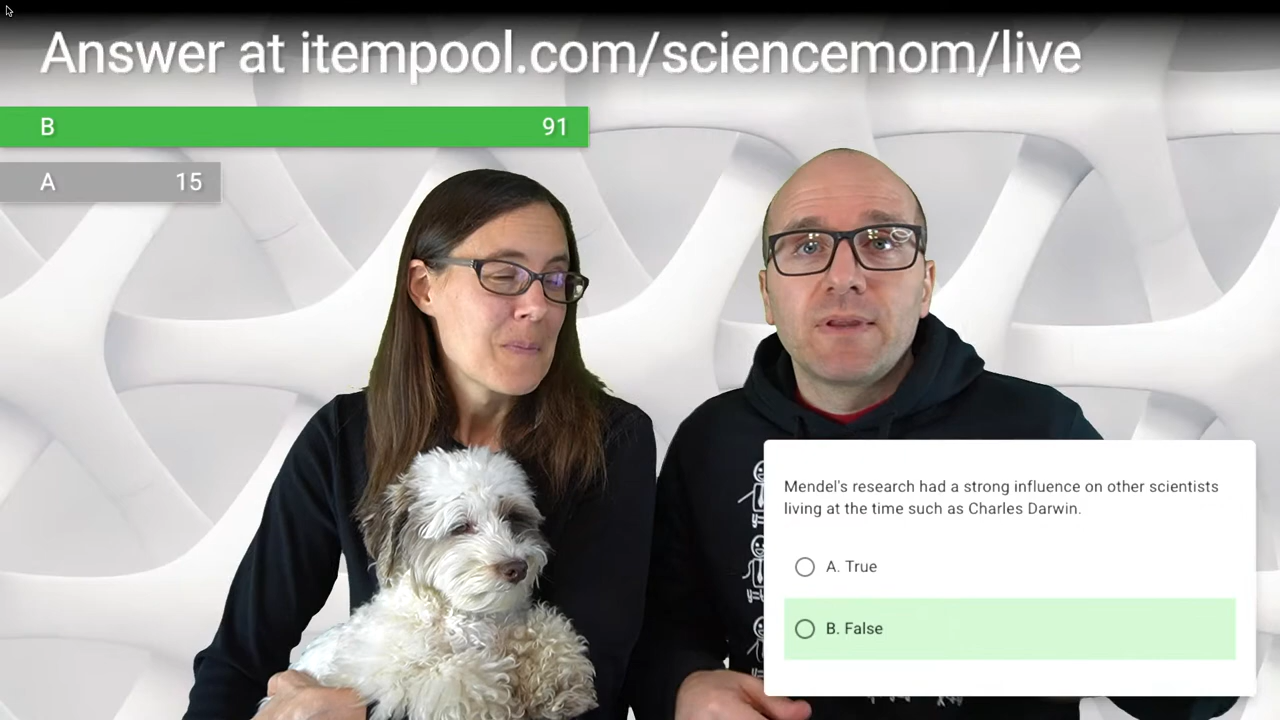 Answer at itempool.com/sciencemom/live
B 91
A 15
Mendel's research had a strong influence on other scientists
living at the time such as Charles Darwin.
A. True
B. False